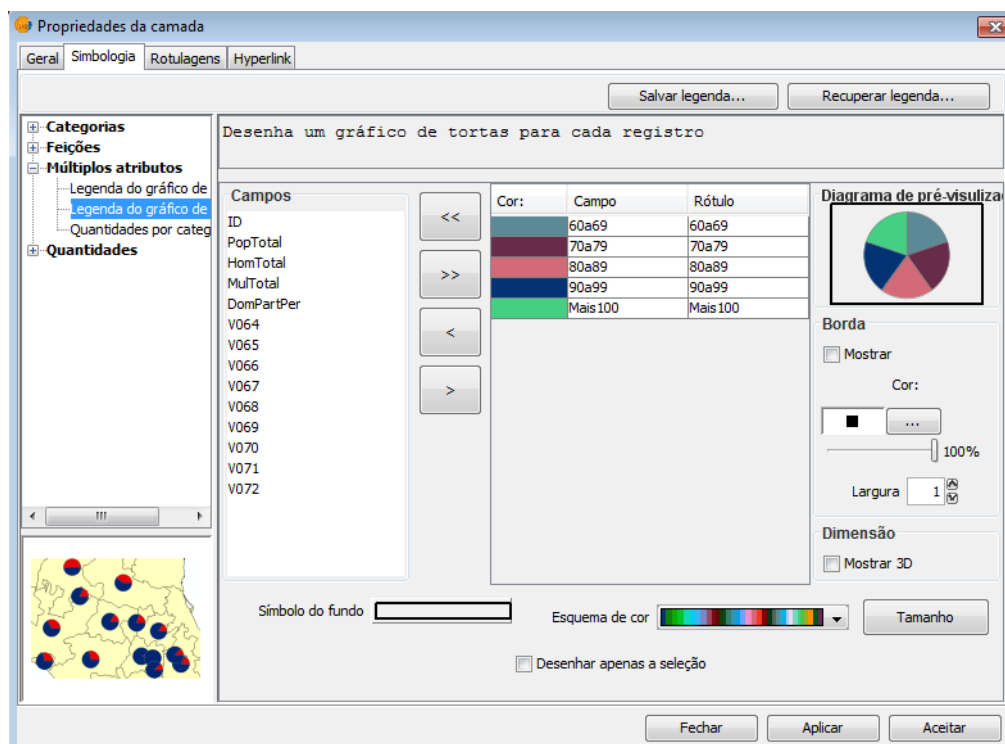 Propriedades da camada
Geral Simbologia Rotulagens Hyperlink
Salvar legenda... Recuperar legenda...
Categorias
Feições
Múltiplos atributos
Legenda do gráfico de
Legenda do gráfico de
Quantidades por categ
Quantidades
Desenha um gráfico de tortas para cada registro
Campos
ID
PopTotal
HomTotal
MulTotal
DomPartPer
V064
V065
V066
V067
V068
V069
V070
V071
V072
<<
>>
<
>
Cor: Campo Rótulo
60a69 60a69
70a79 70a79
80a89 80a89
90a99 90a99
Mais100 Mais100
Diagrama de pré-visulizaç
Borda
Mostrar
Cor:
...
100%
Largura 1
Dimensão
Mostrar 3D
Símbolo do fundo
Esquema de cor
Tamanho
Desenhar apenas a seleção
Fechar Aplicar Aceitar